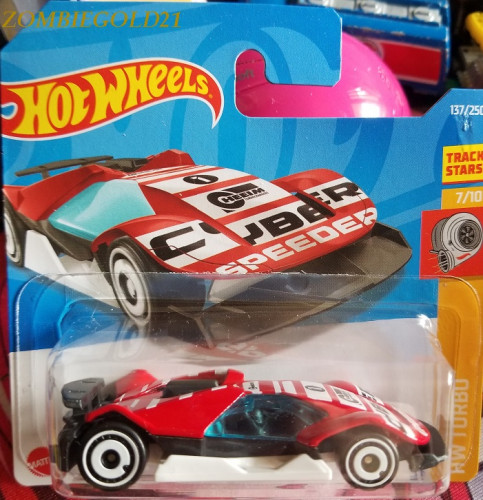 ZOMBIEGOLD21
HOT WHEELS
137/250
TRACK
STARS
7/10
CYBER
SPEEDER
HW TURBO